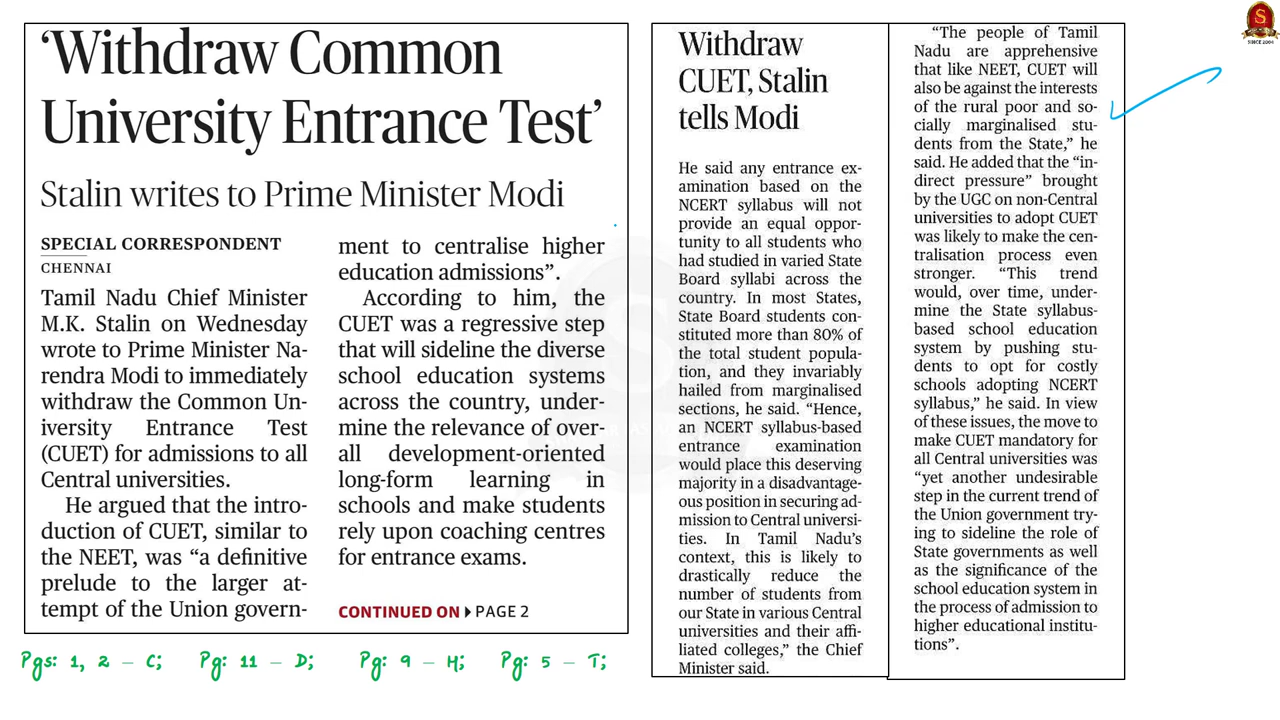 ‘Withdraw Common
University Entrance Test’
Stalin writes to Prime Minister Modi
SPECIAL CORRESPONDENT
CHENNAI
Tamil Nadu Chief Minister
M.K. Stalin on Wednesday
wrote to Prime Minister Na-
rendra Modi to immediately
withdraw the Common Un-
iversity Entrance Test
(CUET) for admissions to all
Central universities.
He argued that the intro-
duction of CUET, similar to
the NEET, was “a definitive
prelude to the larger at-
tempt of the Union govern-
ment to centralise higher
education admissions”.
According to him, the
CUET was a regressive step
that will sideline the diverse
school education systems
across the country, under-
mine the relevance of over-
all development-oriented
long-form learning in
schools and make students
rely upon coaching centres
for entrance exams.
CONTINUED ON PAGE 2
Withdraw
CUET, Stalin
tells Modi
He said any entrance ex-
amination based on the
NCERT syllabus will not
provide an equal oppor-
tunity to all students who
had studied in varied State
Board syllabi across the
country. In most States,
State Board students con-
stituted more than 80% of
the total student popula-
tion, and they invariably
hailed from marginalised
sections, he said. “Hence,
an NCERT syllabus-based
entrance examination
would place this deserving
majority in a disadvantage-
ous position in securing ad-
mission to Central universi-
ties. In Tamil Nadu’s
context, this is likely to
drastically reduce the
number of students from
our State in various Central
universities and their affi-
liated colleges,” the Chief
Minister said.
“The people of Tamil
Nadu are apprehensive
that like NEET, CUET will
also be against the interests
of the rural poor and so-
cially marginalised stu-
dents from the State,” he
said. He added that the “in-
direct pressure” brought
by the UGC on non-Central
universities to adopt CUET
was likely to make the cen-
tralisation process even
stronger. “This trend
would, over time, under-
mine the State syllabus-
based school education
system by pushing stu-
dents to opt for costly
schools adopting NCERT
syllabus,” he said. In view
of these issues, the move to
make CUET mandatory for
all Central universities was
“yet another undesirable
step in the current trend of
the Union government try-
ing to sideline the role of
State governments as well
as the significance of the
school education system in
the process of admission to
higher educational institu-
tions”.
Pgs: 1, 2 – C; Pg: 11 – D; Pg: 9 – H; Pg: 5 – T;
S
SINCE 2004